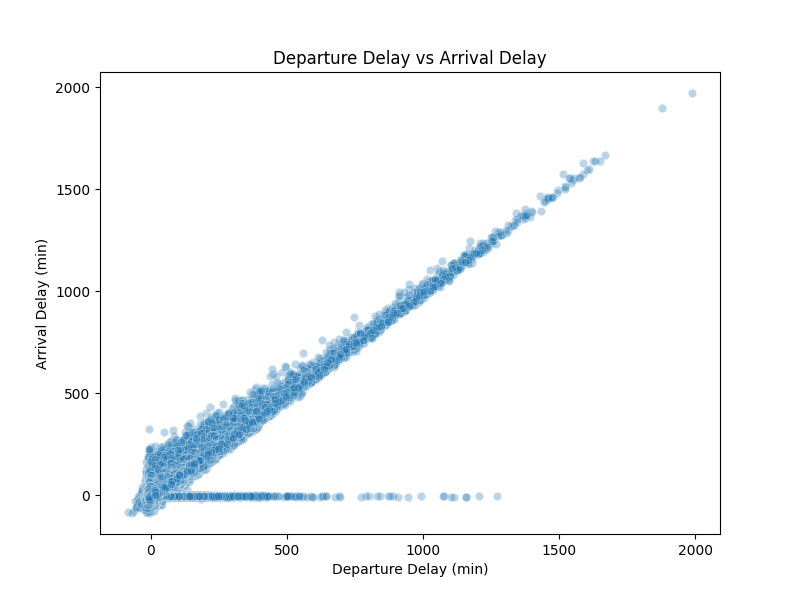 Departure Delay vs Arrival Delay
2000
1500
1000
500
0
Arrival Delay (min)
0 500 1000 1500 2000
Departure Delay (min)